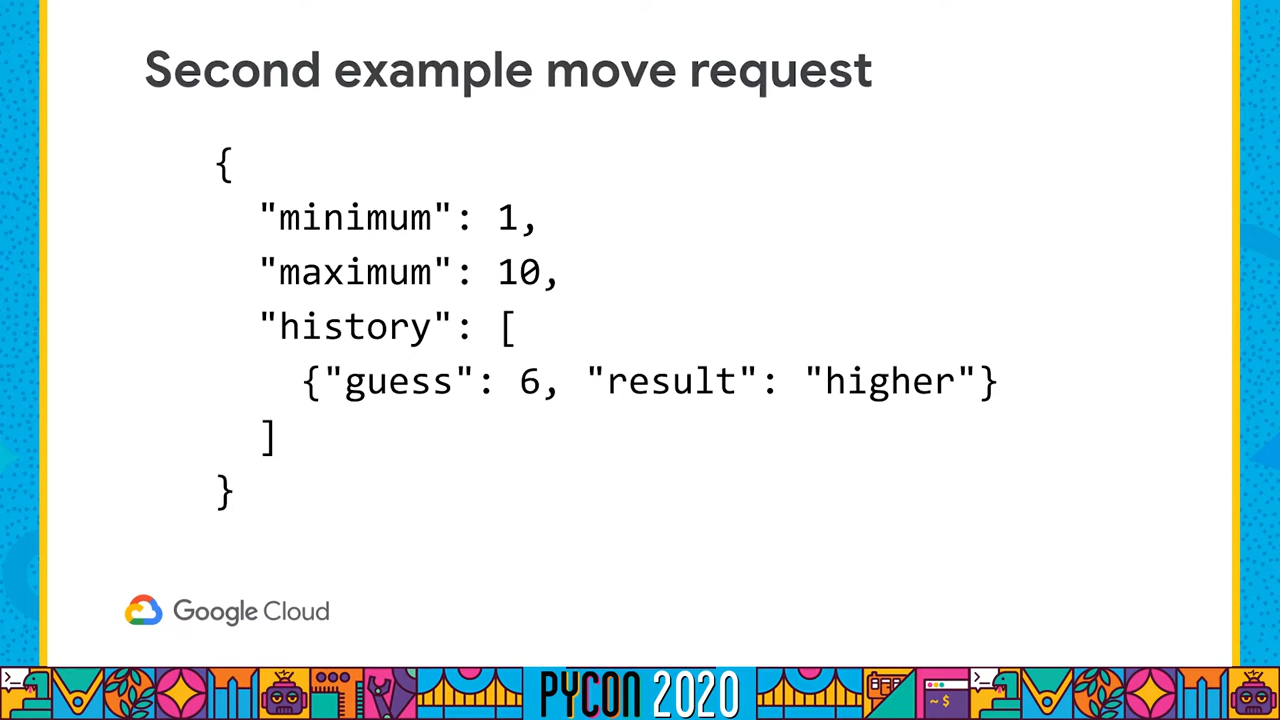 Second example move request
{
"minimum": 1,
"maximum": 10,
"history": [
{"guess": 6, "result": "higher"}
]
}
Google Cloud
PYCON 2020
~$